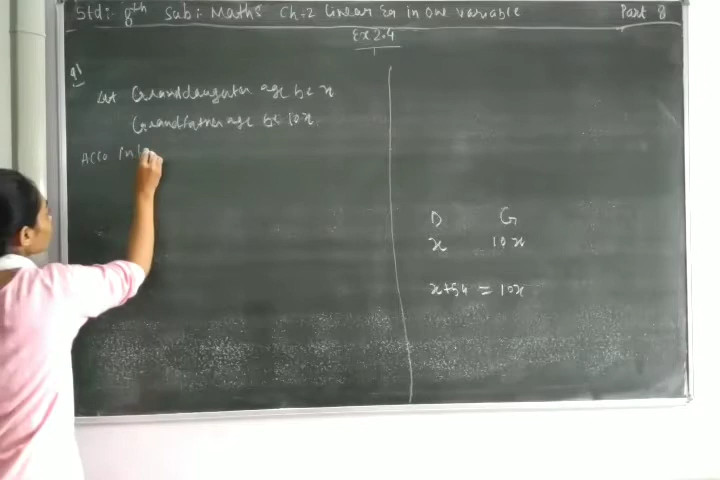 Std: 8th Sub: Maths Ch:2 Linear Eq in One variable Part 8
Ex 2.4
9)
Let Granddaughter age be x
Grandfather age be 10x
Acco
D G
x 10x
x+54 = 10x